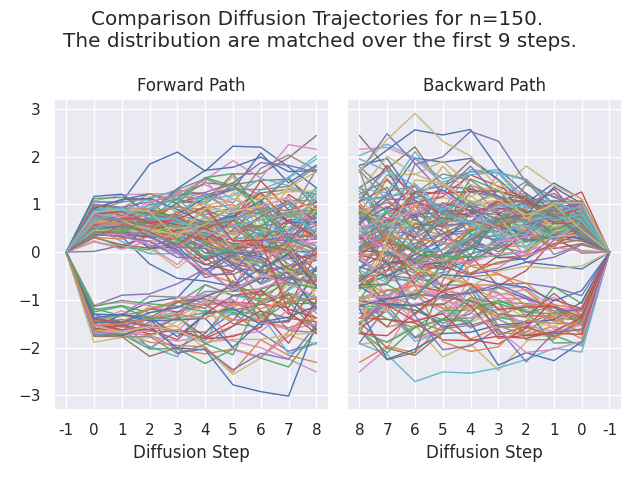 Comparison Diffusion Trajectories for n=150.
The distribution are matched over the first 9 steps.
Forward Path
Backward Path
3
2
1
0
−1
−2
−3
-1 0 1 2 3 4 5 6 7 8
8 7 6 5 4 3 2 1 0 -1
Diffusion Step
Diffusion Step